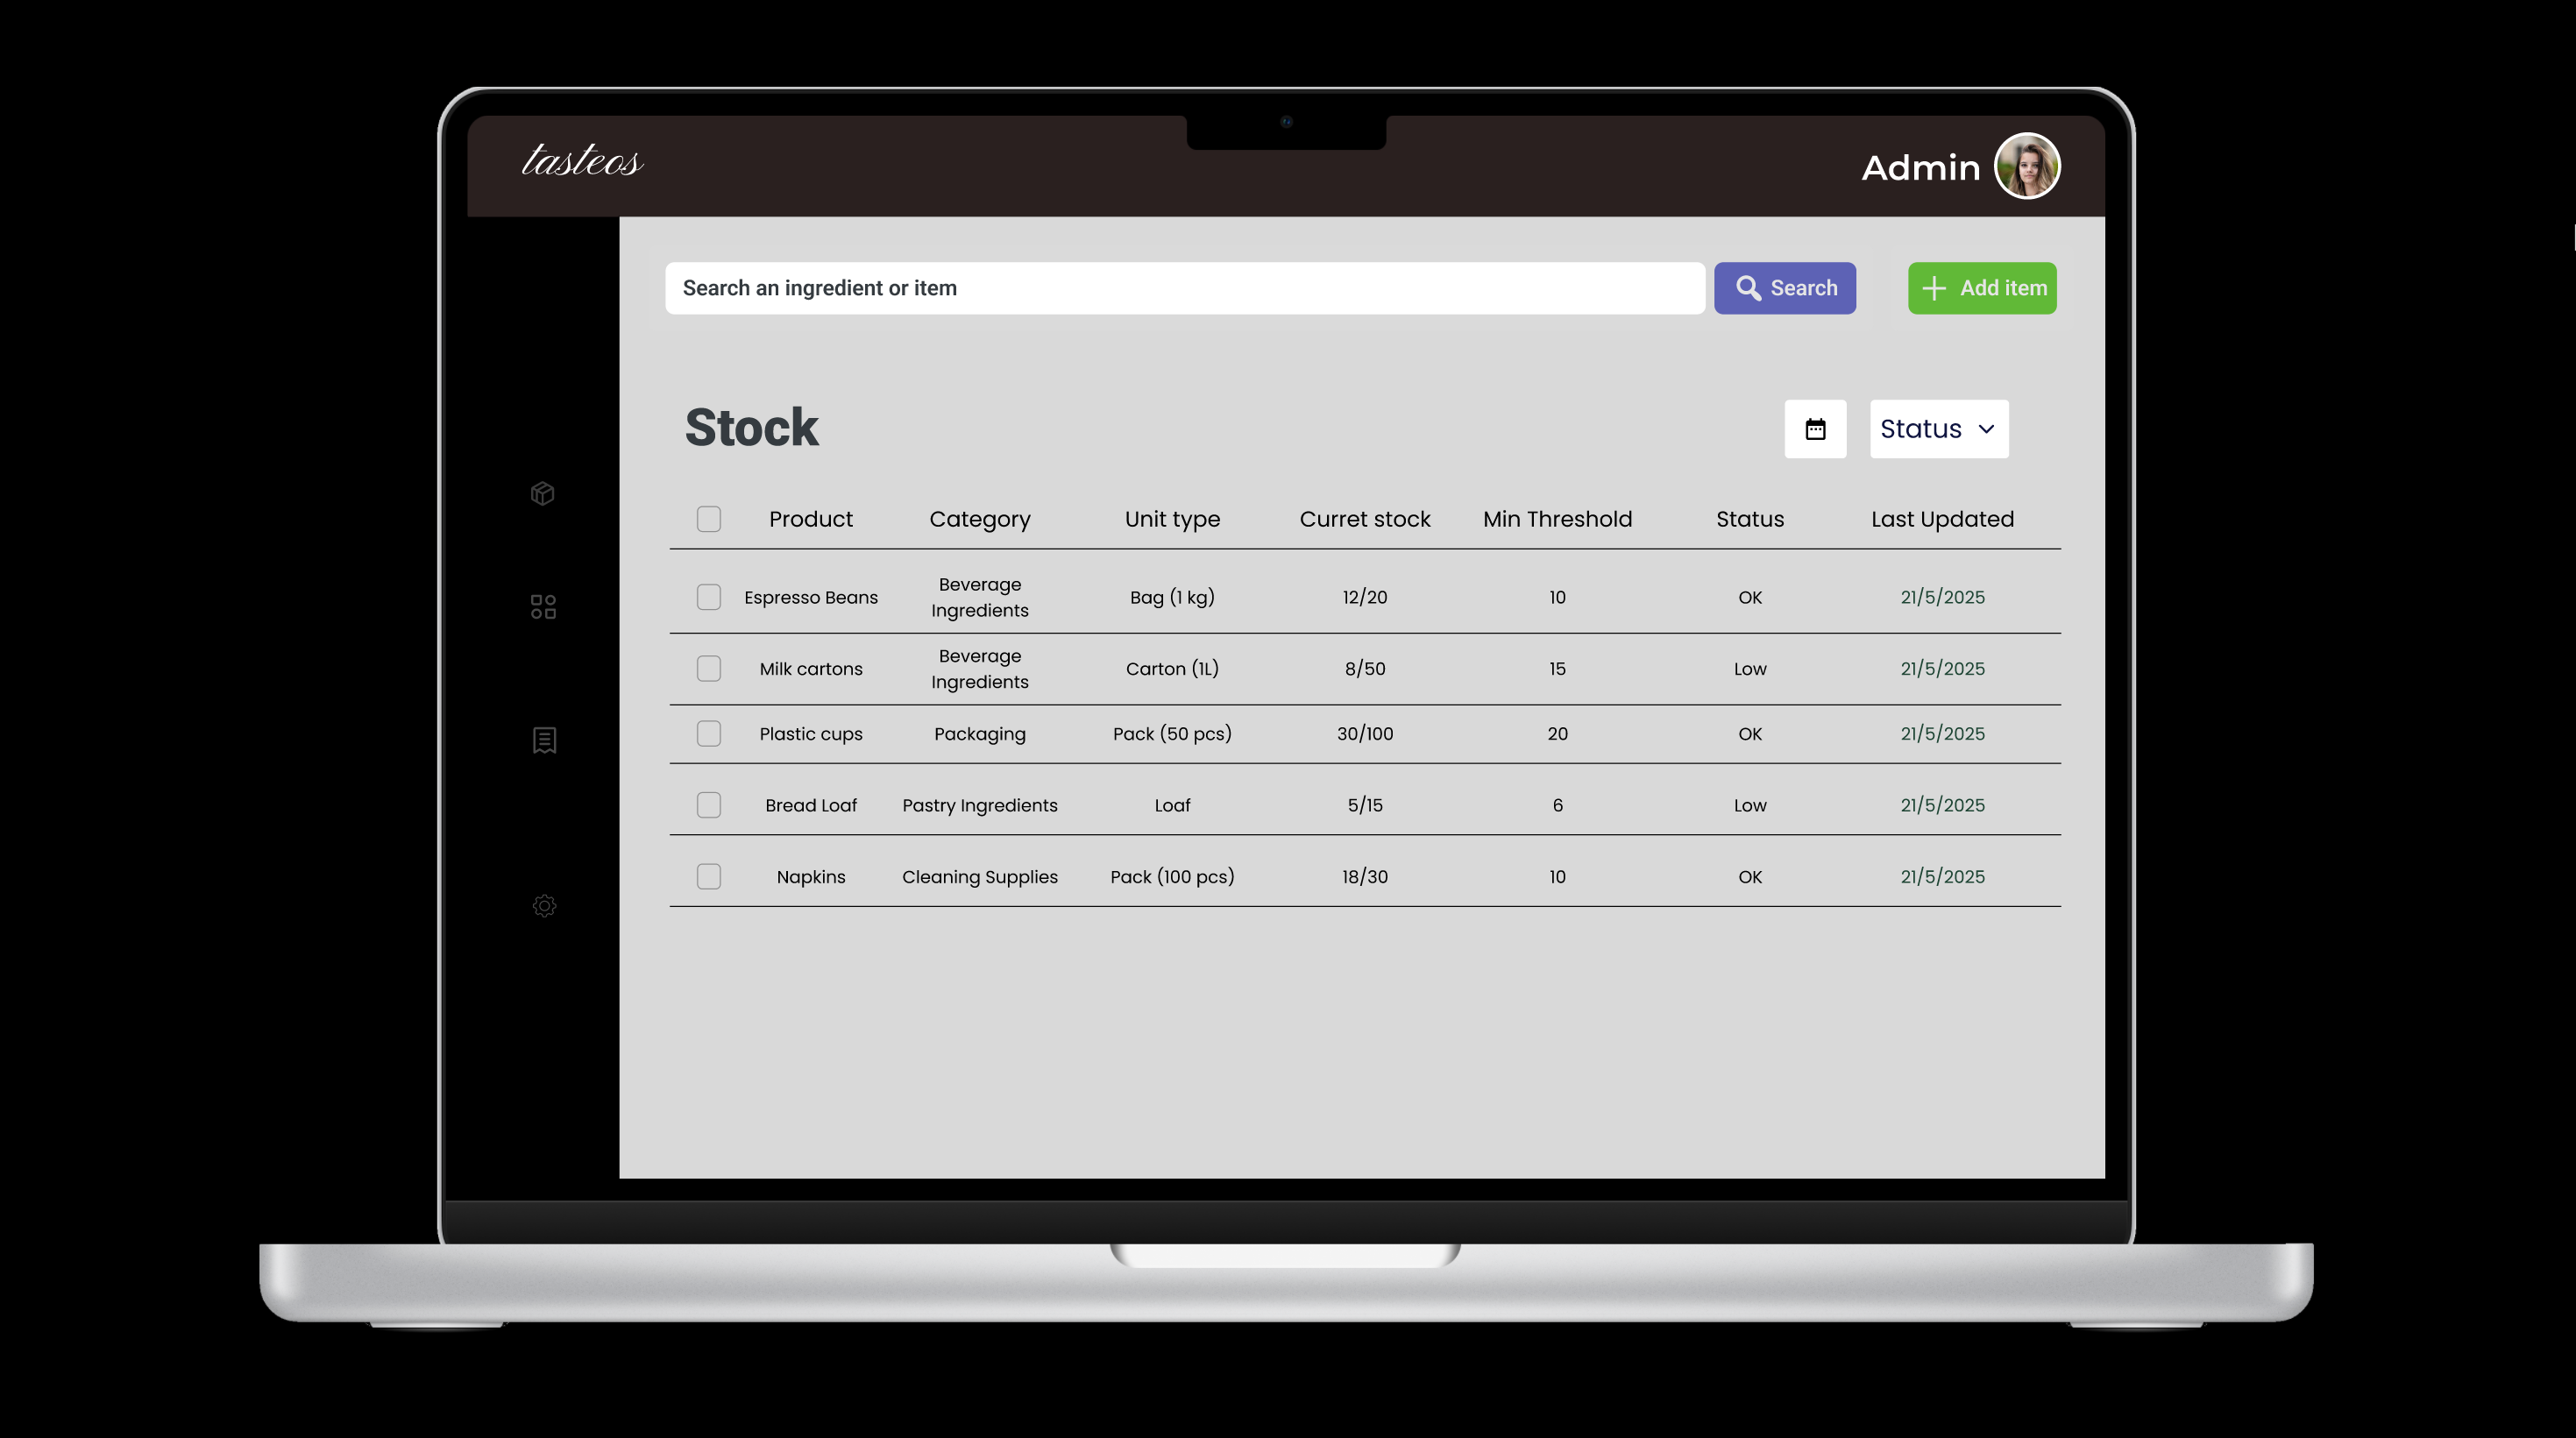 tasteos
Admin
Search an ingredient or item
Search
Add item
Stock
Status
Product Category Unit type Curret stock Min Threshold Status Last Updated
Espresso Beans Beverage Ingredients Bag (1 kg) 12/20 10 OK 21/5/2025
Milk cartons Beverage Ingredients Carton (1L) 8/50 15 Low 21/5/2025
Plastic cups Packaging Pack (50 pcs) 30/100 20 OK 21/5/2025
Bread Loaf Pastry Ingredients Loaf 5/15 6 Low 21/5/2025
Napkins Cleaning Supplies Pack (100 pcs) 18/30 10 OK 21/5/2025